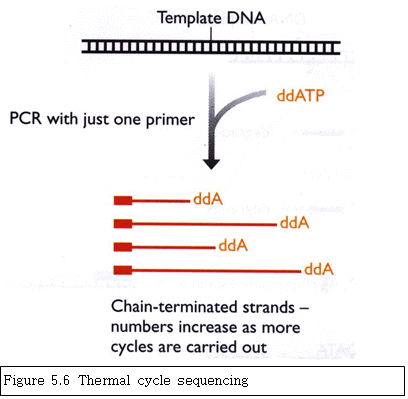 Template DNA
ddATP
PCR with just one primer
ddA
ddA
ddA
ddA
Chain-terminated strands –
numbers increase as more
cycles are carried out
Figure 5.6 Thermal cycle sequencing